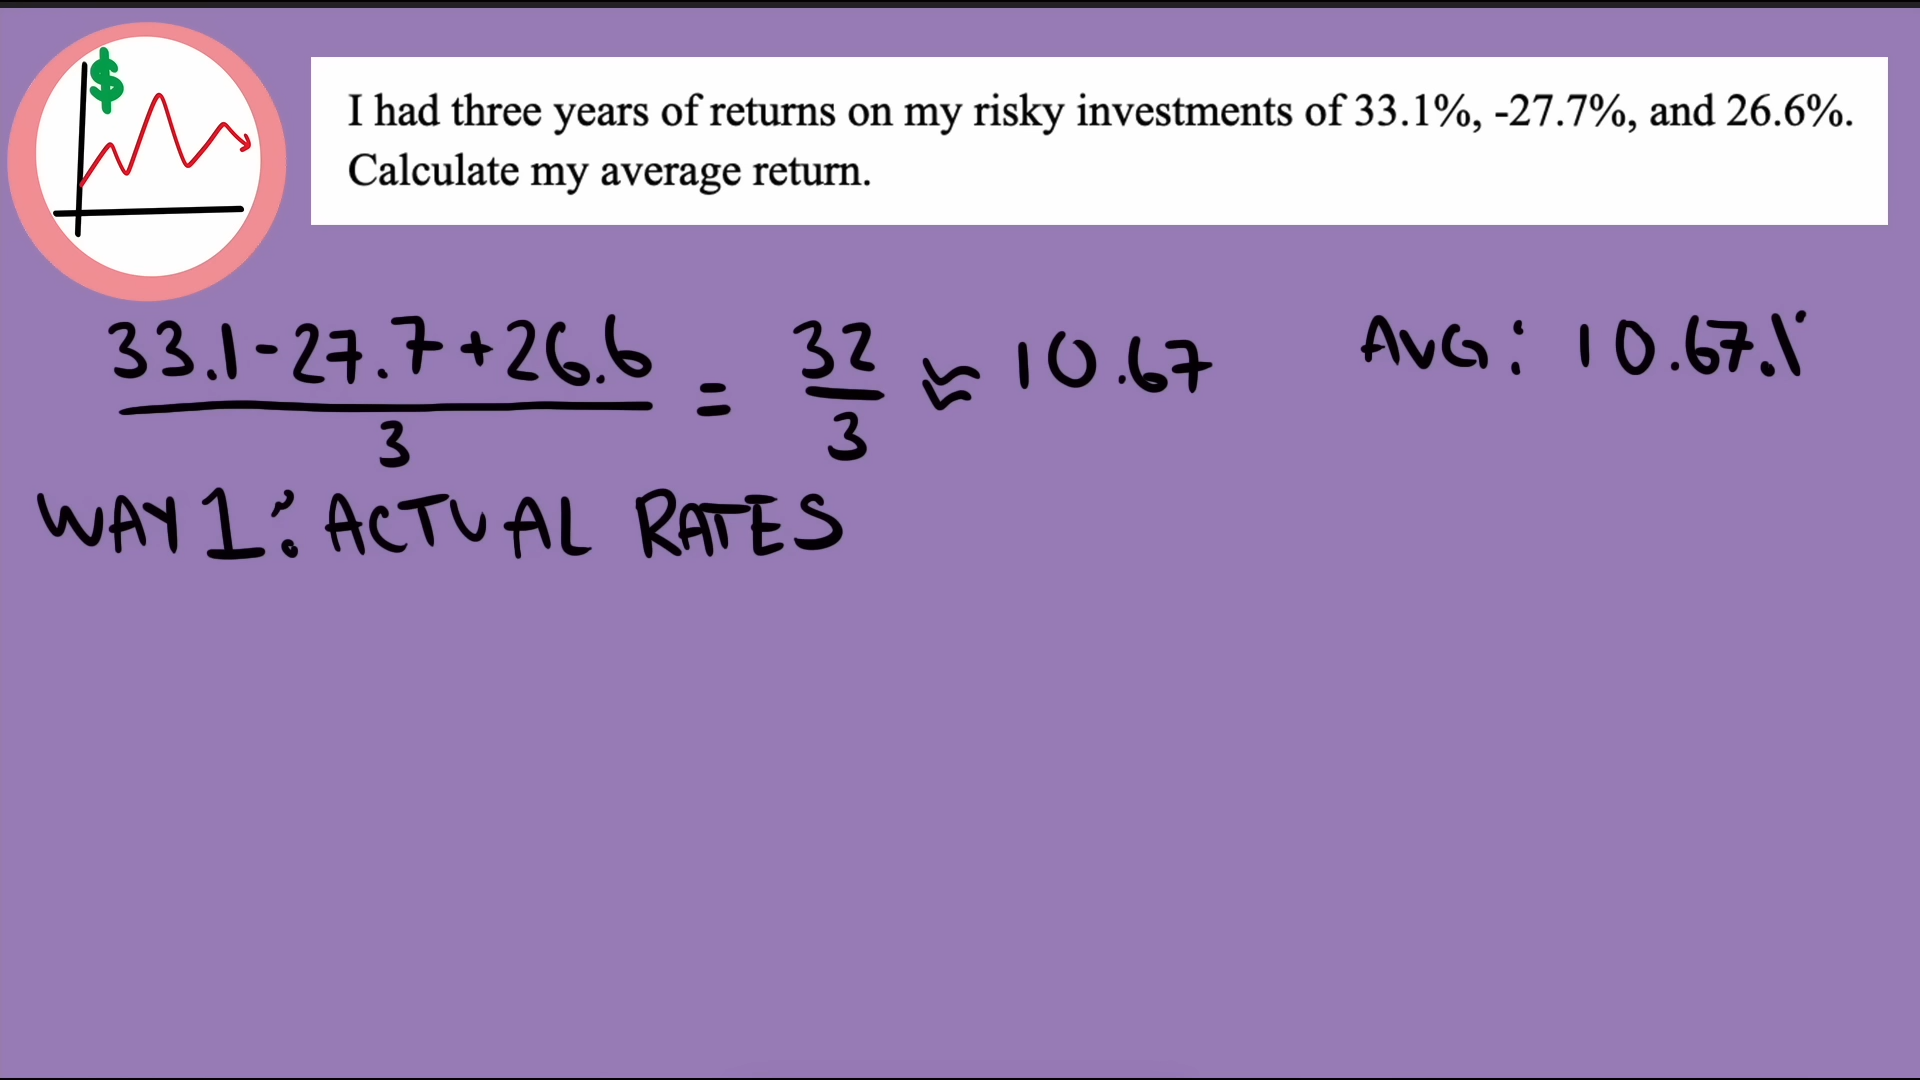 $
I had three years of returns on my risky investments of 33.1%, -27.7%, and 26.6%.
Calculate my average return.
33.1-27.7+26.6
3
=
32
3
≈ 10.67
AVG: 10.67%
WAY 1: ACTUAL RATES